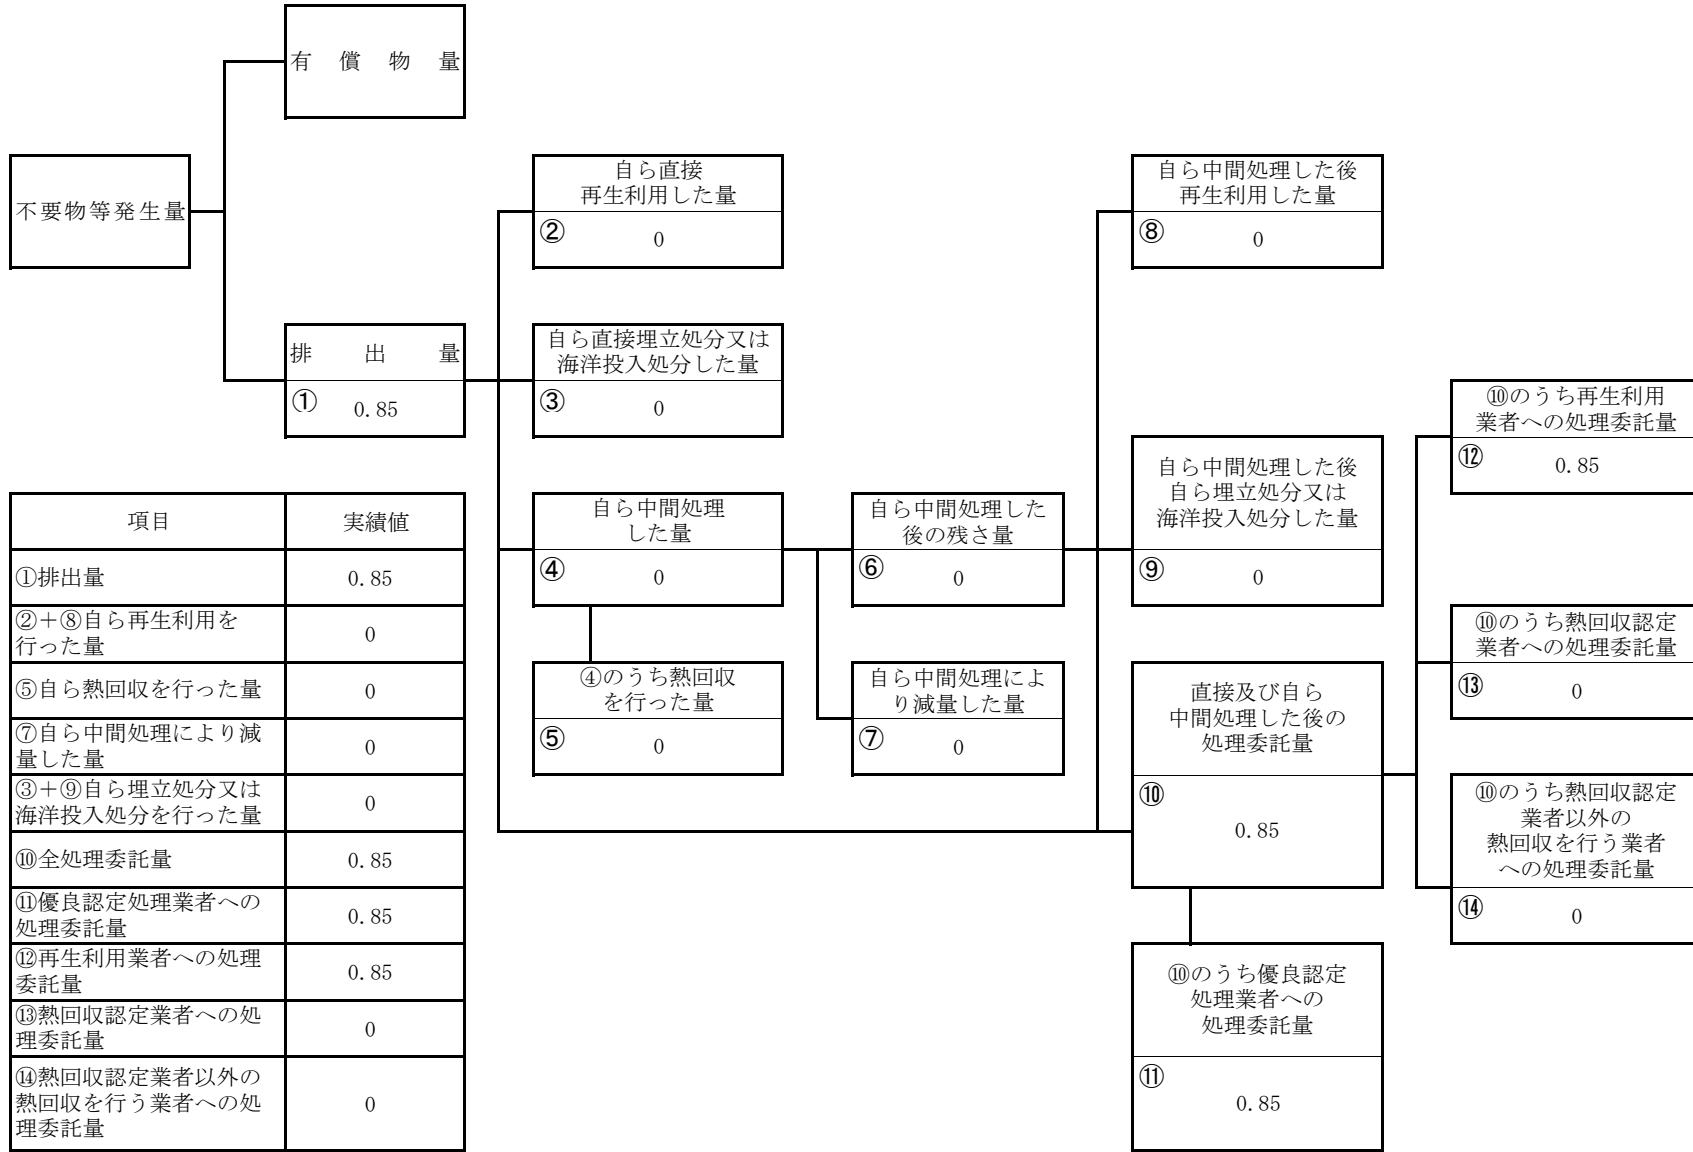 有償物量
不要物等発生量
排出量
① 0.85
自ら直接
再生利用した量
② 0
自ら直接埋立処分又は
海洋投入処分した量
③ 0
自ら中間処理
した量
④ 0
④のうち熱回収
を行った量
⑤ 0
自ら中間処理した
後の残さ量
⑥ 0
自ら中間処理によ
り減量した量
⑦ 0
自ら中間処理した後
再生利用した量
⑧ 0
自ら中間処理した後
自ら埋立処分又は
海洋投入処分した量
⑨ 0
直接及び自ら
中間処理した後の
処理委託量
⑩
0.85
⑩のうち優良認定
処理業者への
処理委託量
⑪
0.85
⑩のうち再生利用
業者への処理委託量
⑫ 0.85
⑩のうち熱回収認定
業者への処理委託量
⑬ 0
⑩のうち熱回収認定
業者以外の
熱回収を行う業者
への処理委託量
⑭ 0
項目 実績値
①排出量 0.85
②+⑧自ら再生利用を
行った量 0
⑤自ら熱回収を行った量 0
⑦自ら中間処理により減
量した量 0
③+⑨自ら埋立処分又は
海洋投入処分を行った量 0
⑩全処理委託量 0.85
⑪優良認定処理業者への
処理委託量 0.85
⑫再生利用業者への処理
委託量 0.85
⑬熱回収認定業者への処
理委託量 0
⑭熱回収認定業者以外の
熱回収を行う業者への処
理委託量 0